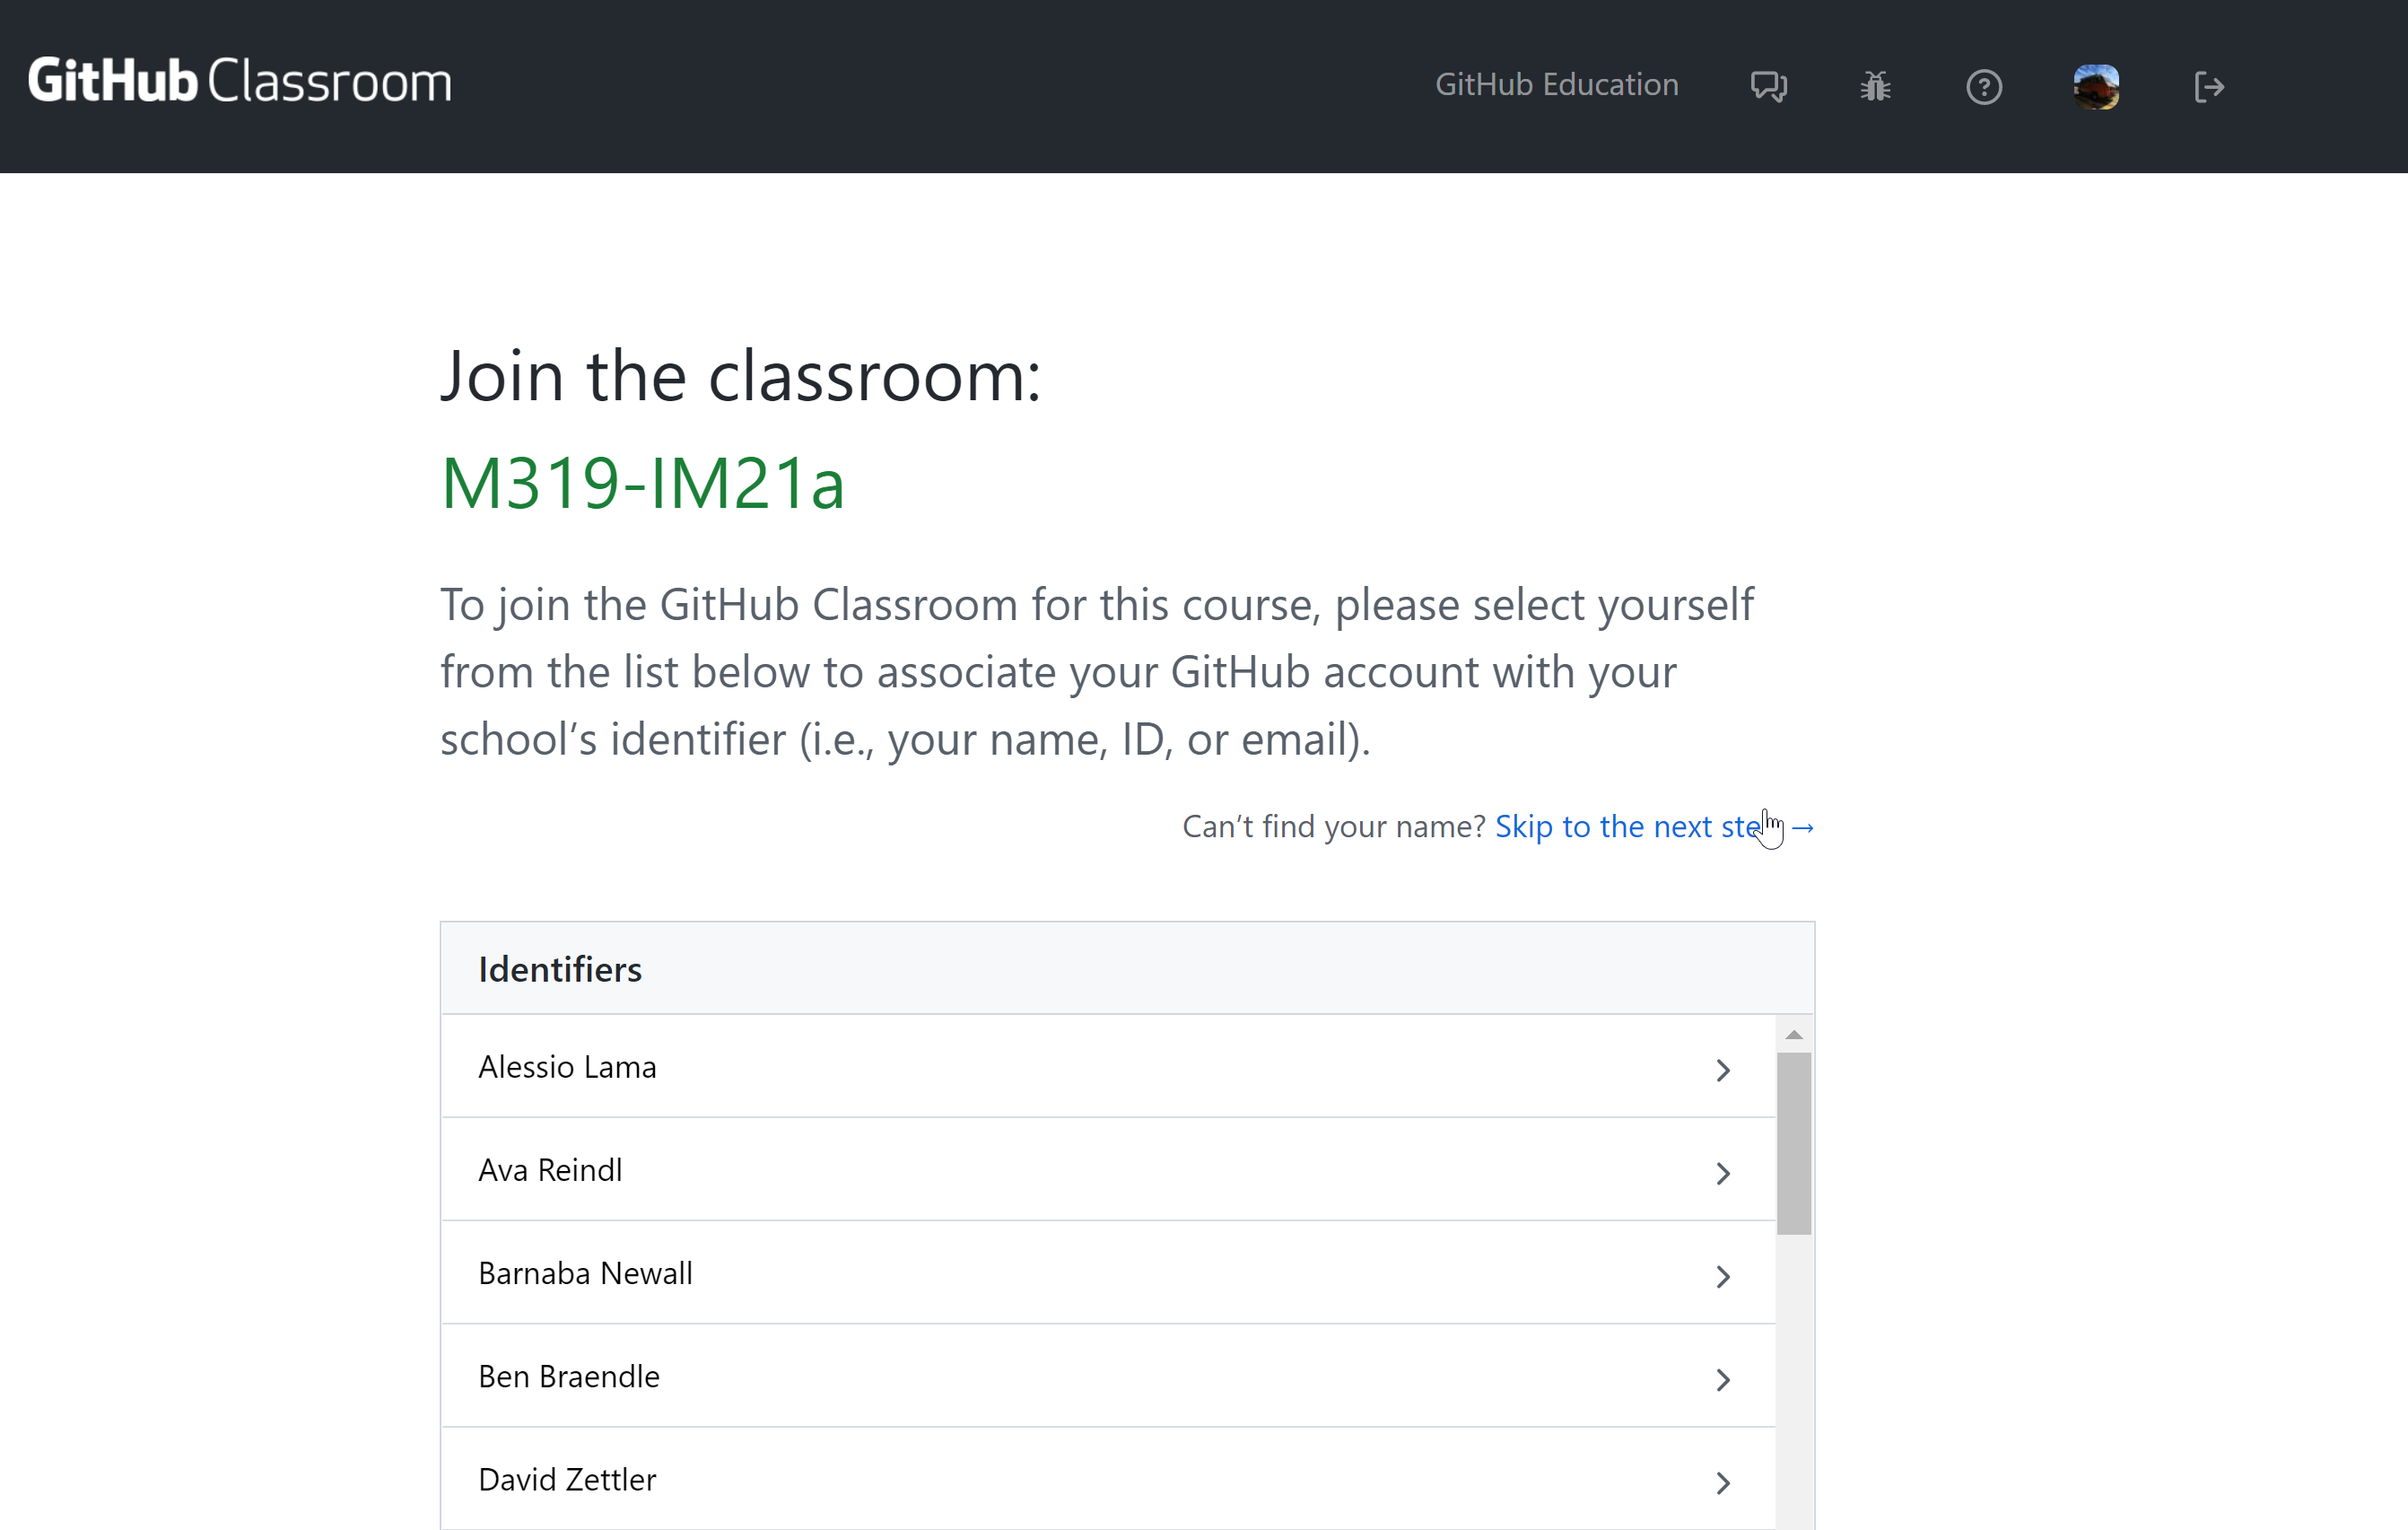 GitHub Classroom
GitHub Education
Join the classroom:
M319-IM21a
To join the GitHub Classroom for this course, please select yourself
from the list below to associate your GitHub account with your
school’s identifier (i.e., your name, ID, or email).
Can’t find your name? Skip to the next ste →
Identifiers
Alessio Lama
Ava Reindl
Barnaba Newall
Ben Braendle
David Zettler